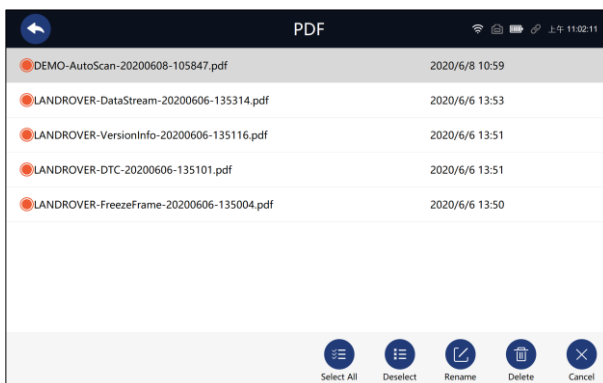 PDF 上午 11:02:11
DEMO-AutoScan-20200608-105847.pdf 2020/6/8 10:59
LANDROVER-DataStream-20200606-135314.pdf 2020/6/6 13:53
LANDROVER-VersionInfo-20200606-135116.pdf 2020/6/6 13:51
LANDROVER-DTC-20200606-135101.pdf 2020/6/6 13:51
LANDROVER-FreezeFrame-20200606-135004.pdf 2020/6/6 13:50
Select All Deselect Rename Delete Cancel